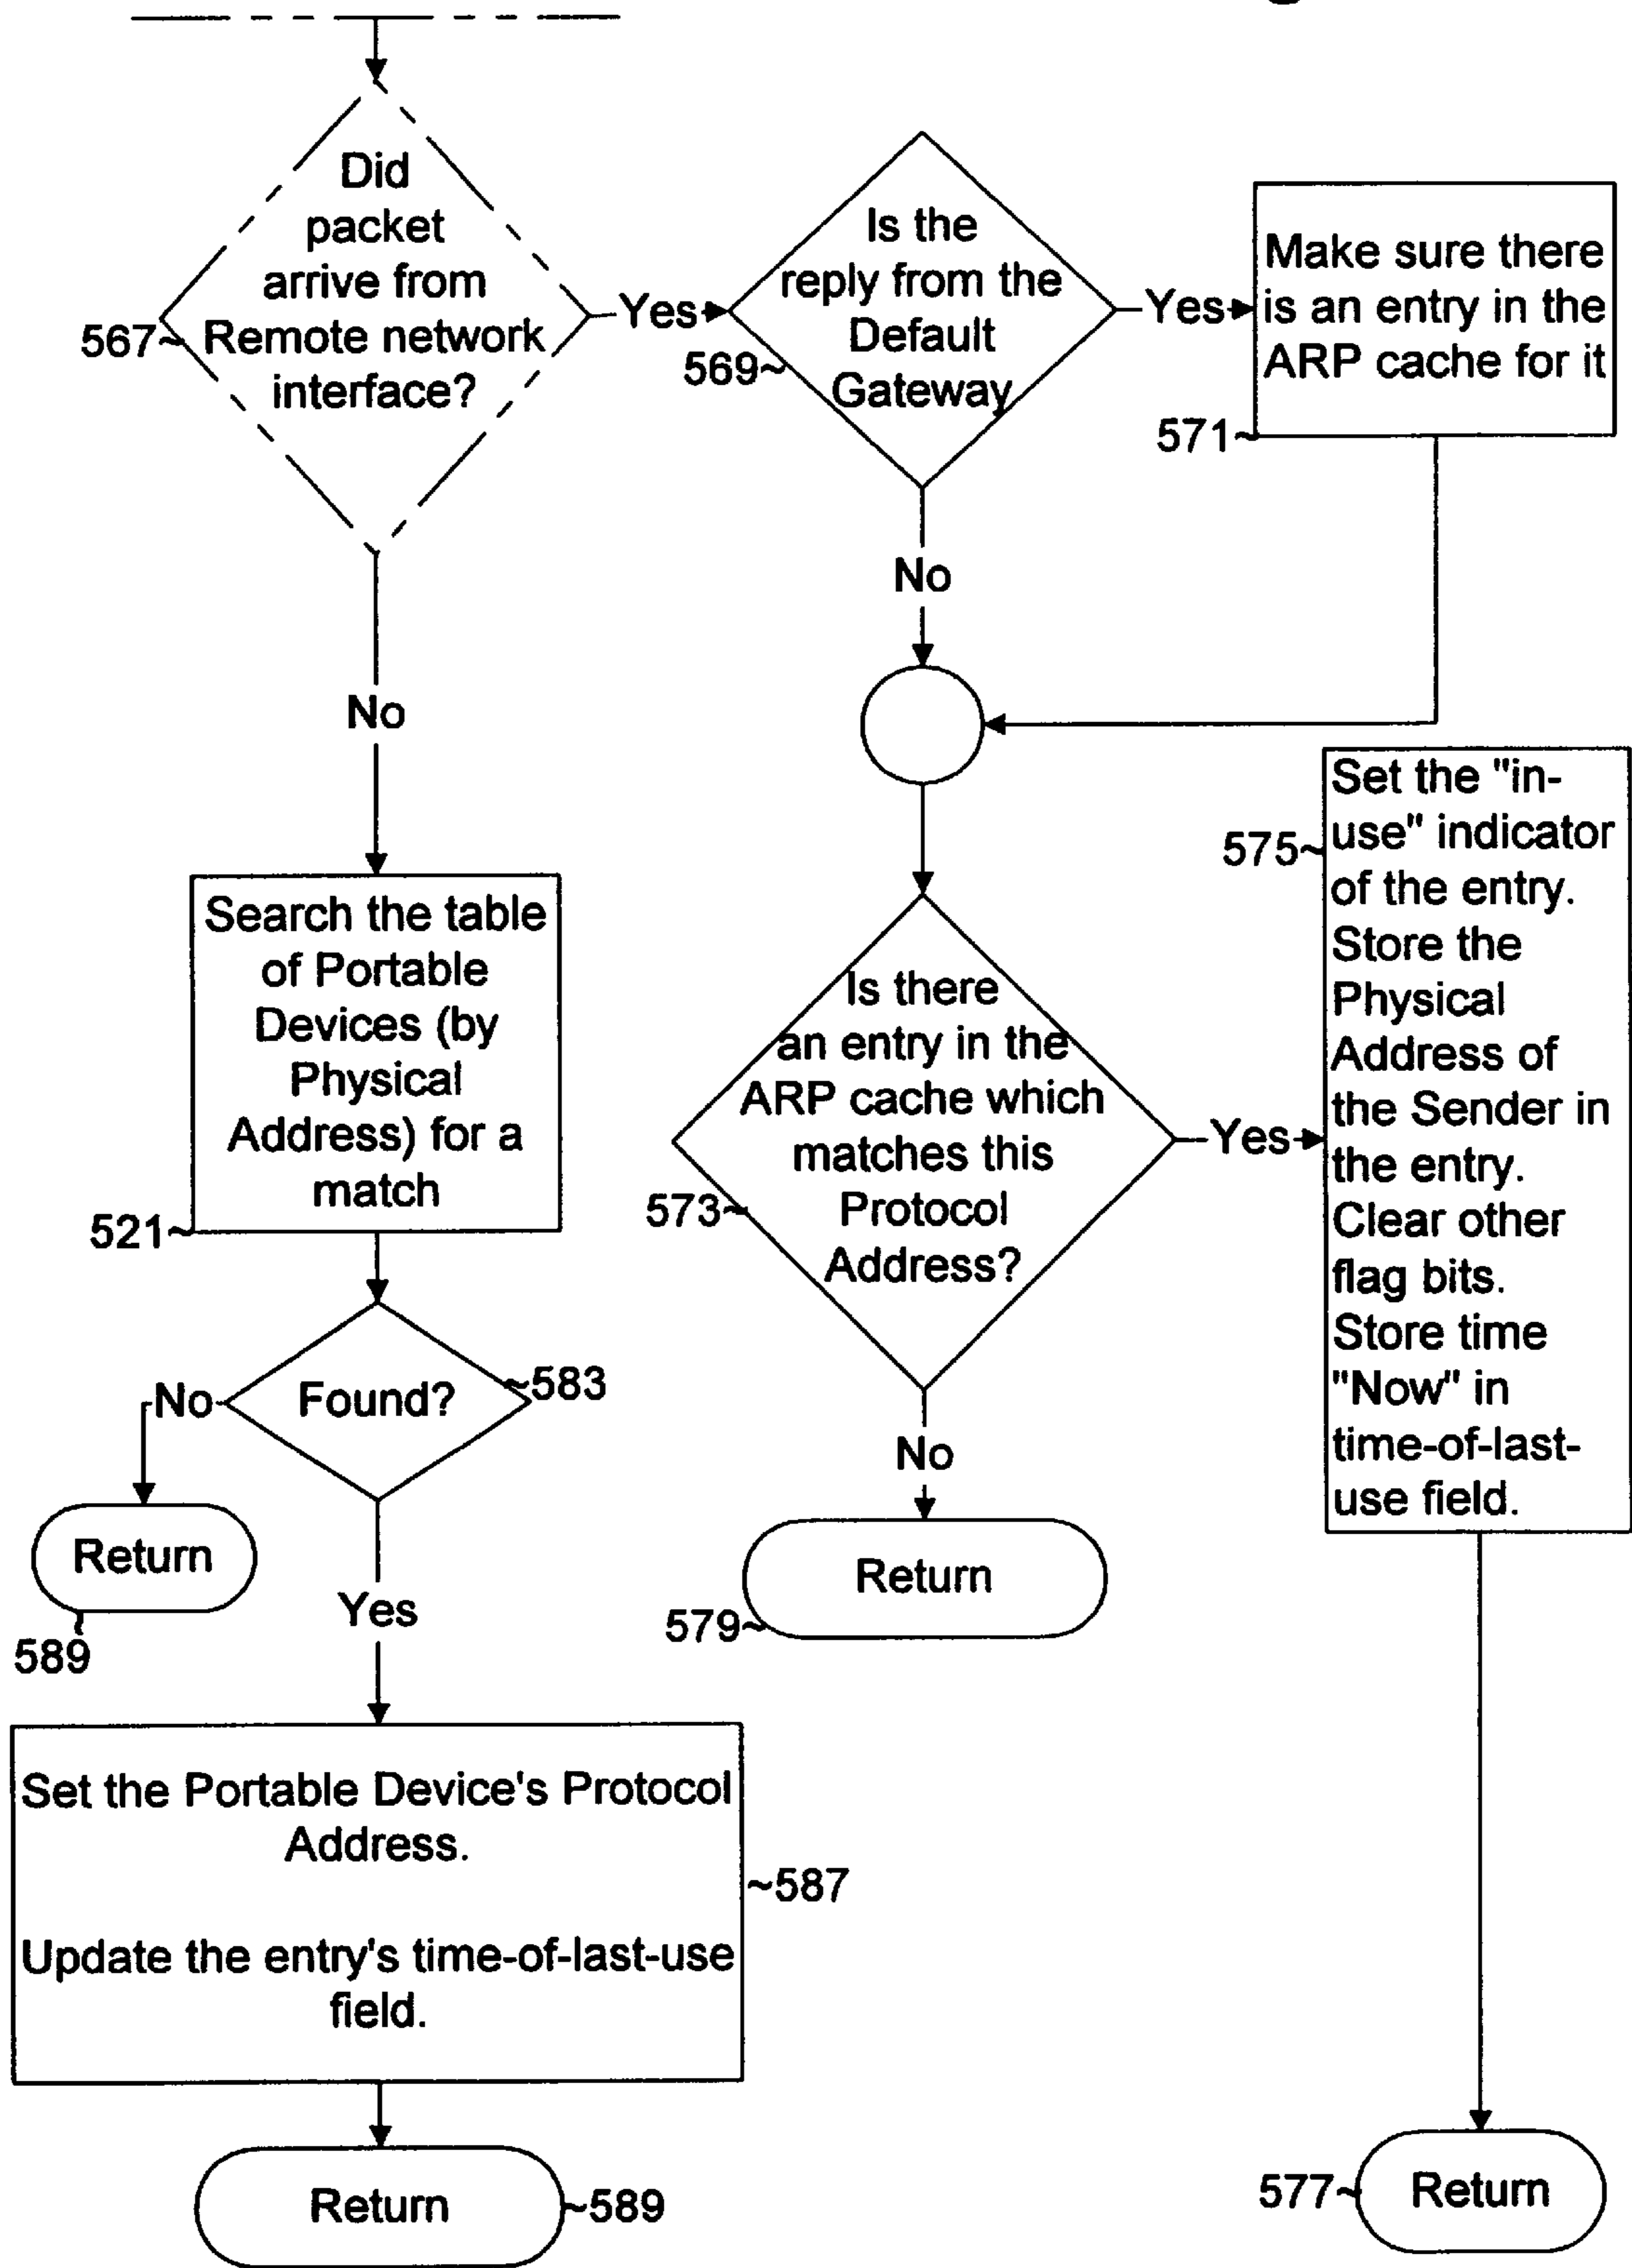 Did
packet
arrive from
Remote network
interface?
567
Yes
Is the
reply from the
Default
Gateway
569
Yes
Make sure there
is an entry in the
ARP cache for it
571
No
No
Search the table
of Portable
Devices (by
Physical
Address) for a
match
521
Is there
an entry in the
ARP cache which
matches this
Protocol
Address?
573
Yes
Set the "in-
use" indicator
of the entry.
Store the
Physical
Address of
the Sender in
the entry.
Clear other
flag bits.
Store time
"Now" in
time-of-last-
use field.
575
Found?
583
No
Return
589
Yes
No
Return
579
Set the Portable Device's Protocol
Address.
Update the entry's time-of-last-use
field.
587
Return
589
577
Return